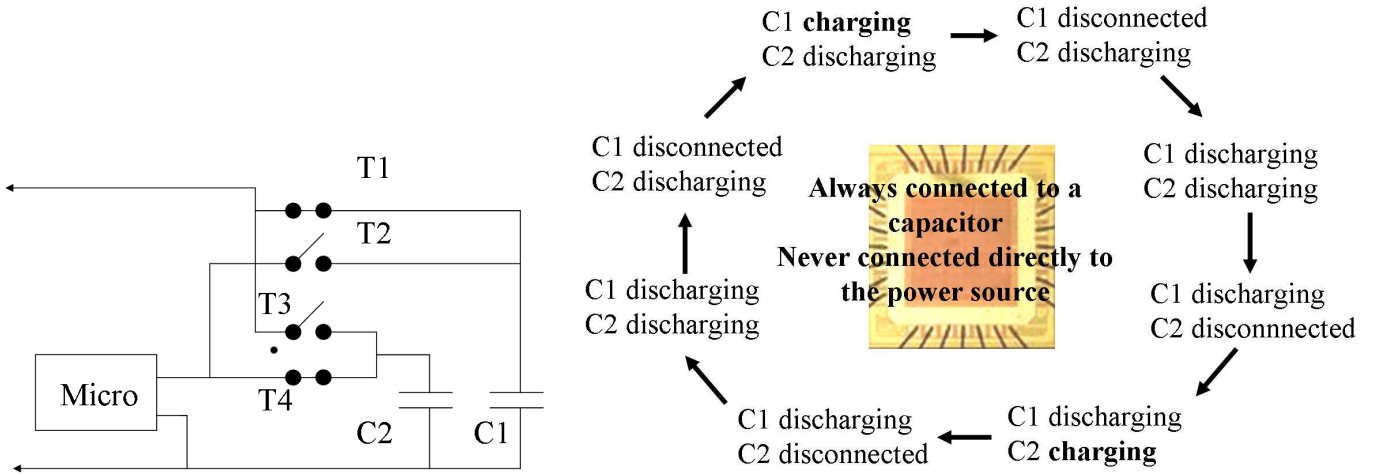 T1
T2
T3
T4
Micro
C2
C1
C1 charging
C2 discharging
C1 disconnected
C2 discharging
C1 discharging
C2 discharging
C1 discharging
C2 disconnnected
C1 discharging
C2 charging
C1 discharging
C2 disconnected
C1 discharging
C2 discharging
C1 disconnected
C2 discharging
Always connected to a
capacitor
Never connected directly to
the power source